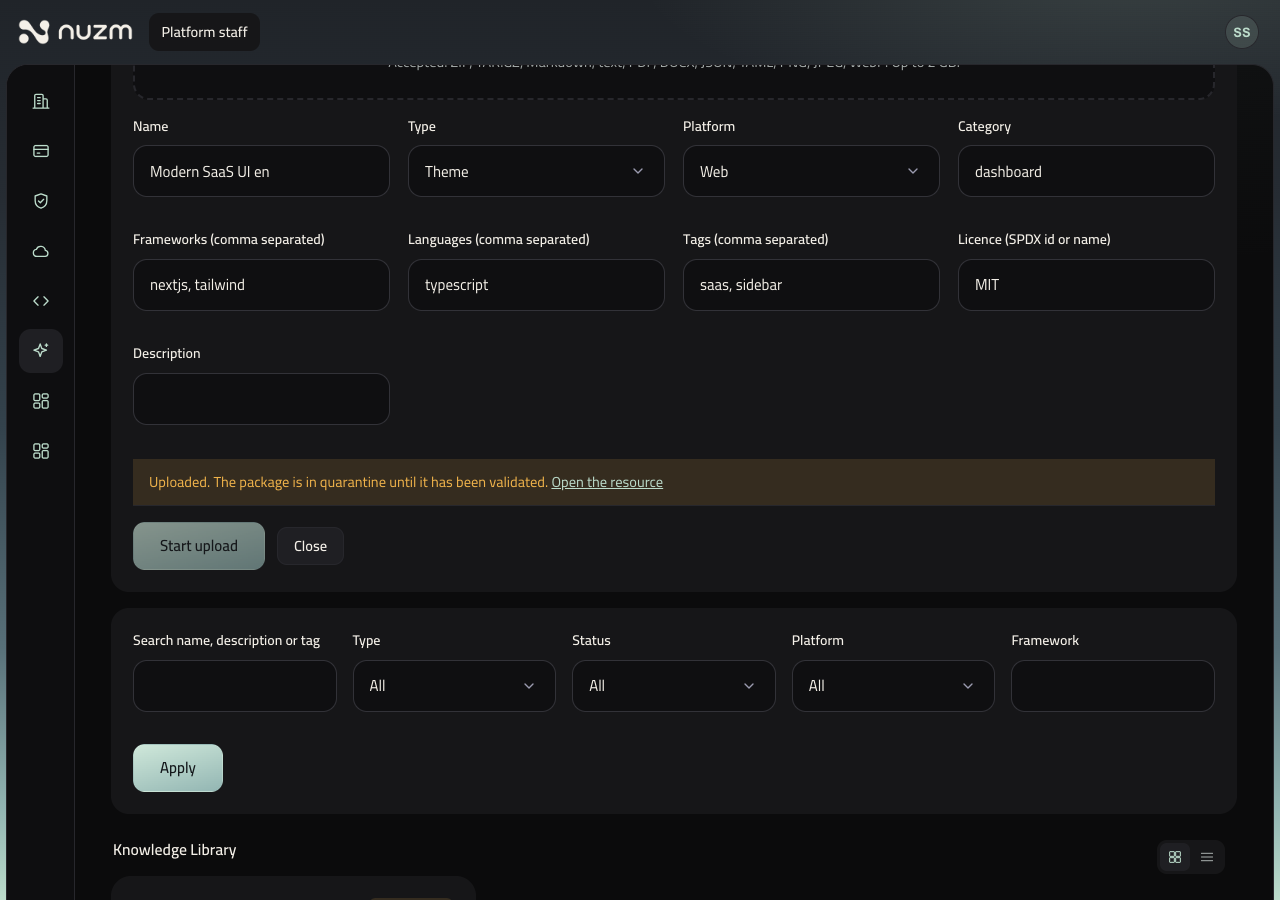 nuzm
Platform staff
SS
Name
Type
Platform
Category
Modern SaaS UI en
Theme
Web
dashboard
Frameworks (comma separated)
Languages (comma separated)
Tags (comma separated)
Licence (SPDX id or name)
nextjs, tailwind
typescript
saas, sidebar
MIT
Description
Uploaded. The package is in quarantine until it has been validated. Open the resource
Start upload
Close
Search name, description or tag
Type
Status
Platform
Framework
All
All
All
Apply
Knowledge Library